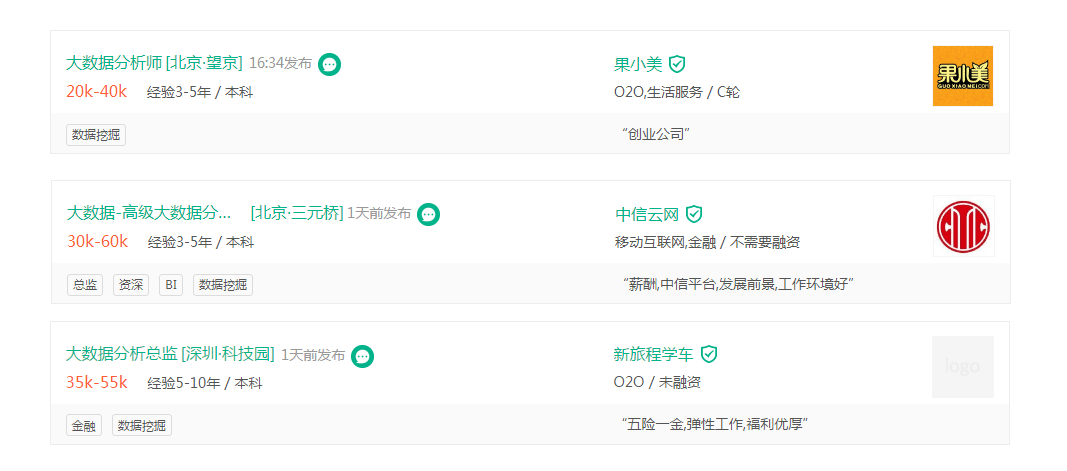 大数据分析师 [北京·望京] 16:34发布
20k-40k 经验3-5年 / 本科
数据挖掘
果小美
O2O,生活服务 / C轮
“创业公司”
果小美
GUOXIAOMEI.COM
大数据-高级大数据分... [北京·三元桥] 1天前发布
30k-60k 经验3-5年 / 本科
总监 资深 BI 数据挖掘
中信云网
移动互联网,金融 / 不需要融资
“薪酬,中信平台,发展前景,工作环境好”
大数据分析总监 [深圳·科技园] 1天前发布
35k-55k 经验5-10年 / 本科
金融 数据挖掘
新旅程学车
O2O / 未融资
“五险一金,弹性工作,福利优厚”
logo